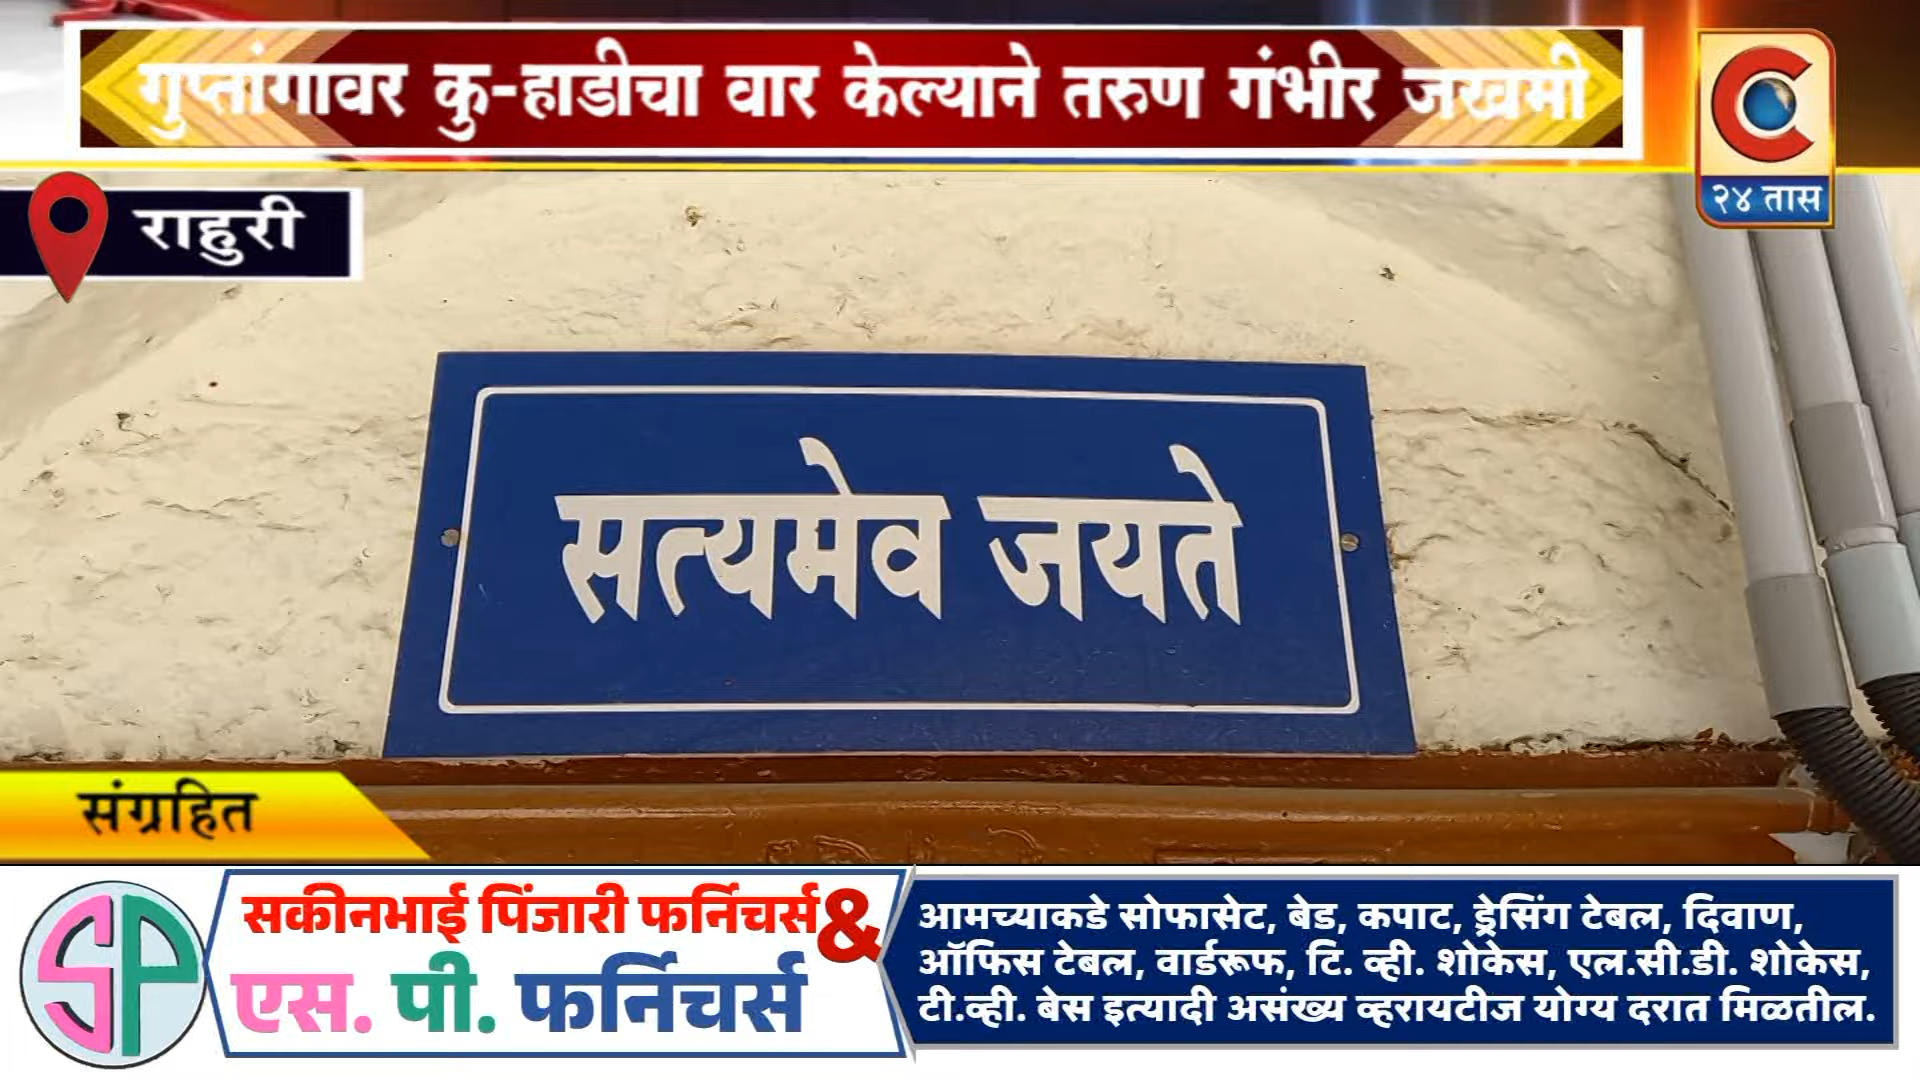 गुप्तांगावर कु-हाडीचा वार केल्याने तरुण गंभीर जखमी
C
२४ तास
राहुरी
सत्यमेव जयते
संग्रहित
SP
सकीनभाई पिंजारी फर्निचर्स &
एस. पी. फर्निचर्स
आमच्याकडे सोफासेट, बेड, कपाट, ड्रेसिंग टेबल, दिवाण,
ऑफिस टेबल, वार्डरूफ, टि. व्ही. शोकेस, एल.सी.डी. शोकेस,
टी.व्ही. बेस इत्यादी असंख्य व्हरायटीज योग्य दरात मिळतील.